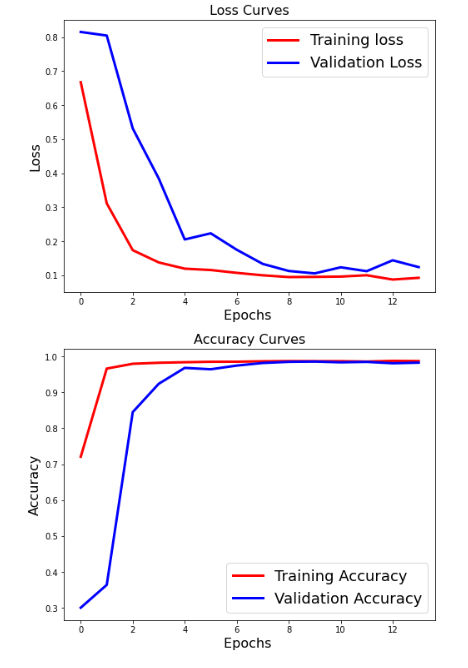 Loss Curves
Training loss
Validation Loss
0.8
0.7
0.6
0.5
0.4
0.3
0.2
0.1
Loss
0 2 4 6 8 10 12
Epochs
Accuracy Curves
1.0
0.9
0.8
0.7
0.6
0.5
0.4
0.3
Accuracy
Training Accuracy
Validation Accuracy
0 2 4 6 8 10 12
Epochs